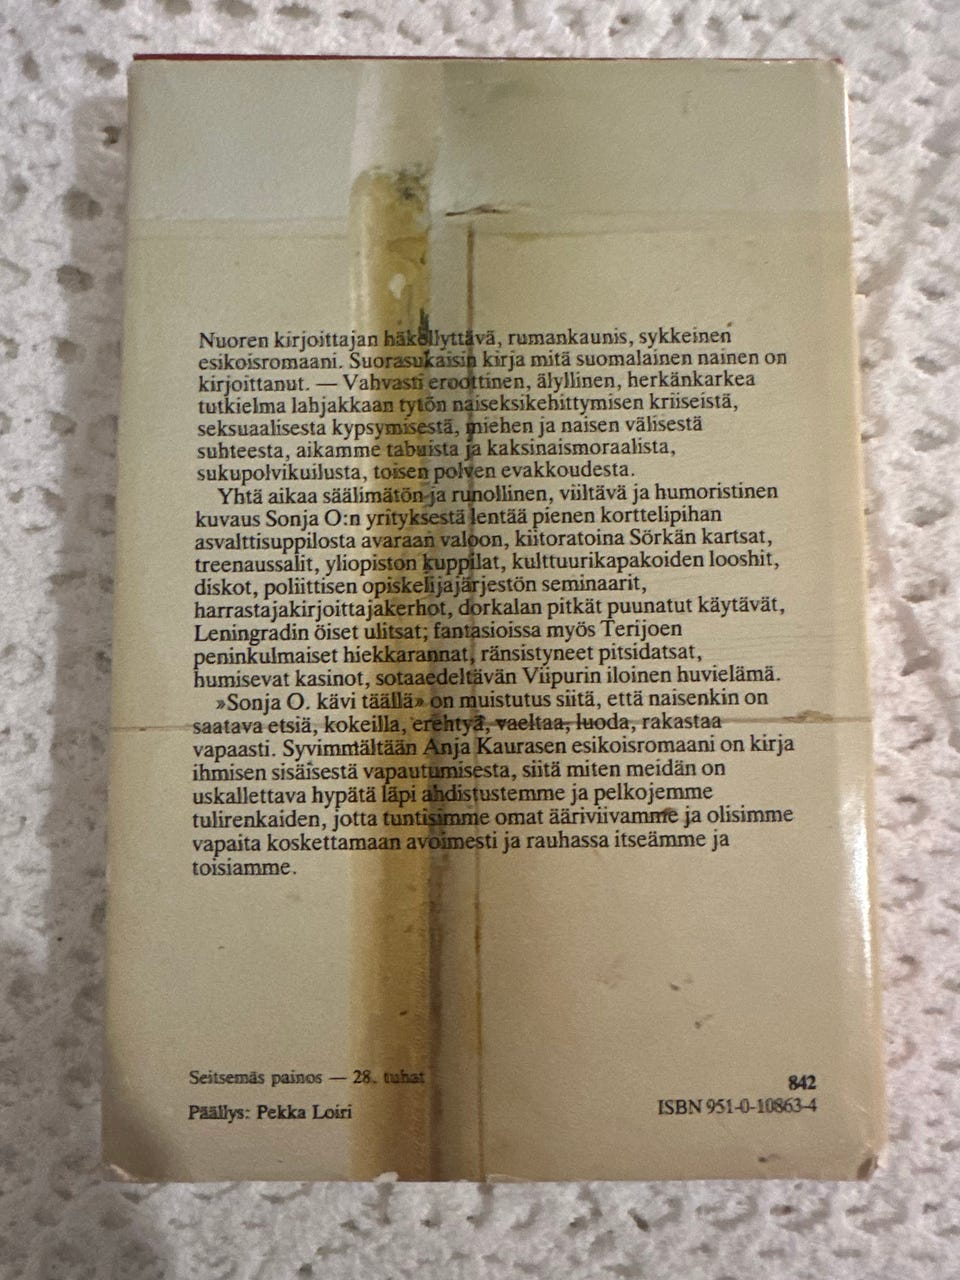 Nuoren kirjoittajan häkellyttävä, rumankaunis, sykkeinen
esikoisromaani. Suorasukaisin kirja mitä suomalainen nainen on
kirjoittanut. — Vahvasti eroottinen, älyllinen, herkänkarkea
tutkielma lahjakkaan tytön naiseksikehittymisen kriiseistä,
seksuaalisesta kypsymisestä, miehen ja naisen välisestä
suhteesta, aikamme tabuista ja kaksinaismoraalista,
sukupolvikuilusta, toisen polven evakkoudesta.
Yhtä aikaa säälimätön ja runollinen, viiltävä ja humoristinen
kuvaus Sonja O:n yrityksestä lentää pienen korttelipihan
asvalttisuppilosta avaraan valoon, kiitoratoina Sörkän kartsat,
treenaussalit, yliopiston kuppilat, kulttuurikapakoiden looshit,
diskot, poliittisen opiskelijajärjestön seminaarit,
harrastajakirjoittajakerhot, dorkalan pitkät puunatut käytävät,
Leningradin öiset ulitsat; fantasioissa myös Terijoen
peninkulmaiset hiekkarannat, ränsistyneet pitsidatsat,
humisevat kasinot, sotaaedeltävän Viipurin iloinen huvielämä.
»Sonja O. kävi täällä» on muistutus siitä, että naisenkin on
saatava etsiä, kokeilla, erehtyä, vaeltaa, luoda, rakastaa
vapaasti. Syvimmältään Anja Kaurasen esikoisromaani on kirja
ihmisen sisäisestä vapautumisesta, siitä miten meidän on
uskallettava hypätä läpi ahdistustemme ja pelkojemme
tulirenkaiden, jotta tuntisimme omat ääriviivamme ja olisimme
vapaita koskettamaan avoimesti ja rauhassa itseämme ja
toisiamme.
Seitsemäs painos — 28. tuhat
842
Päällys: Pekka Loiri
ISBN 951-0-10863-4